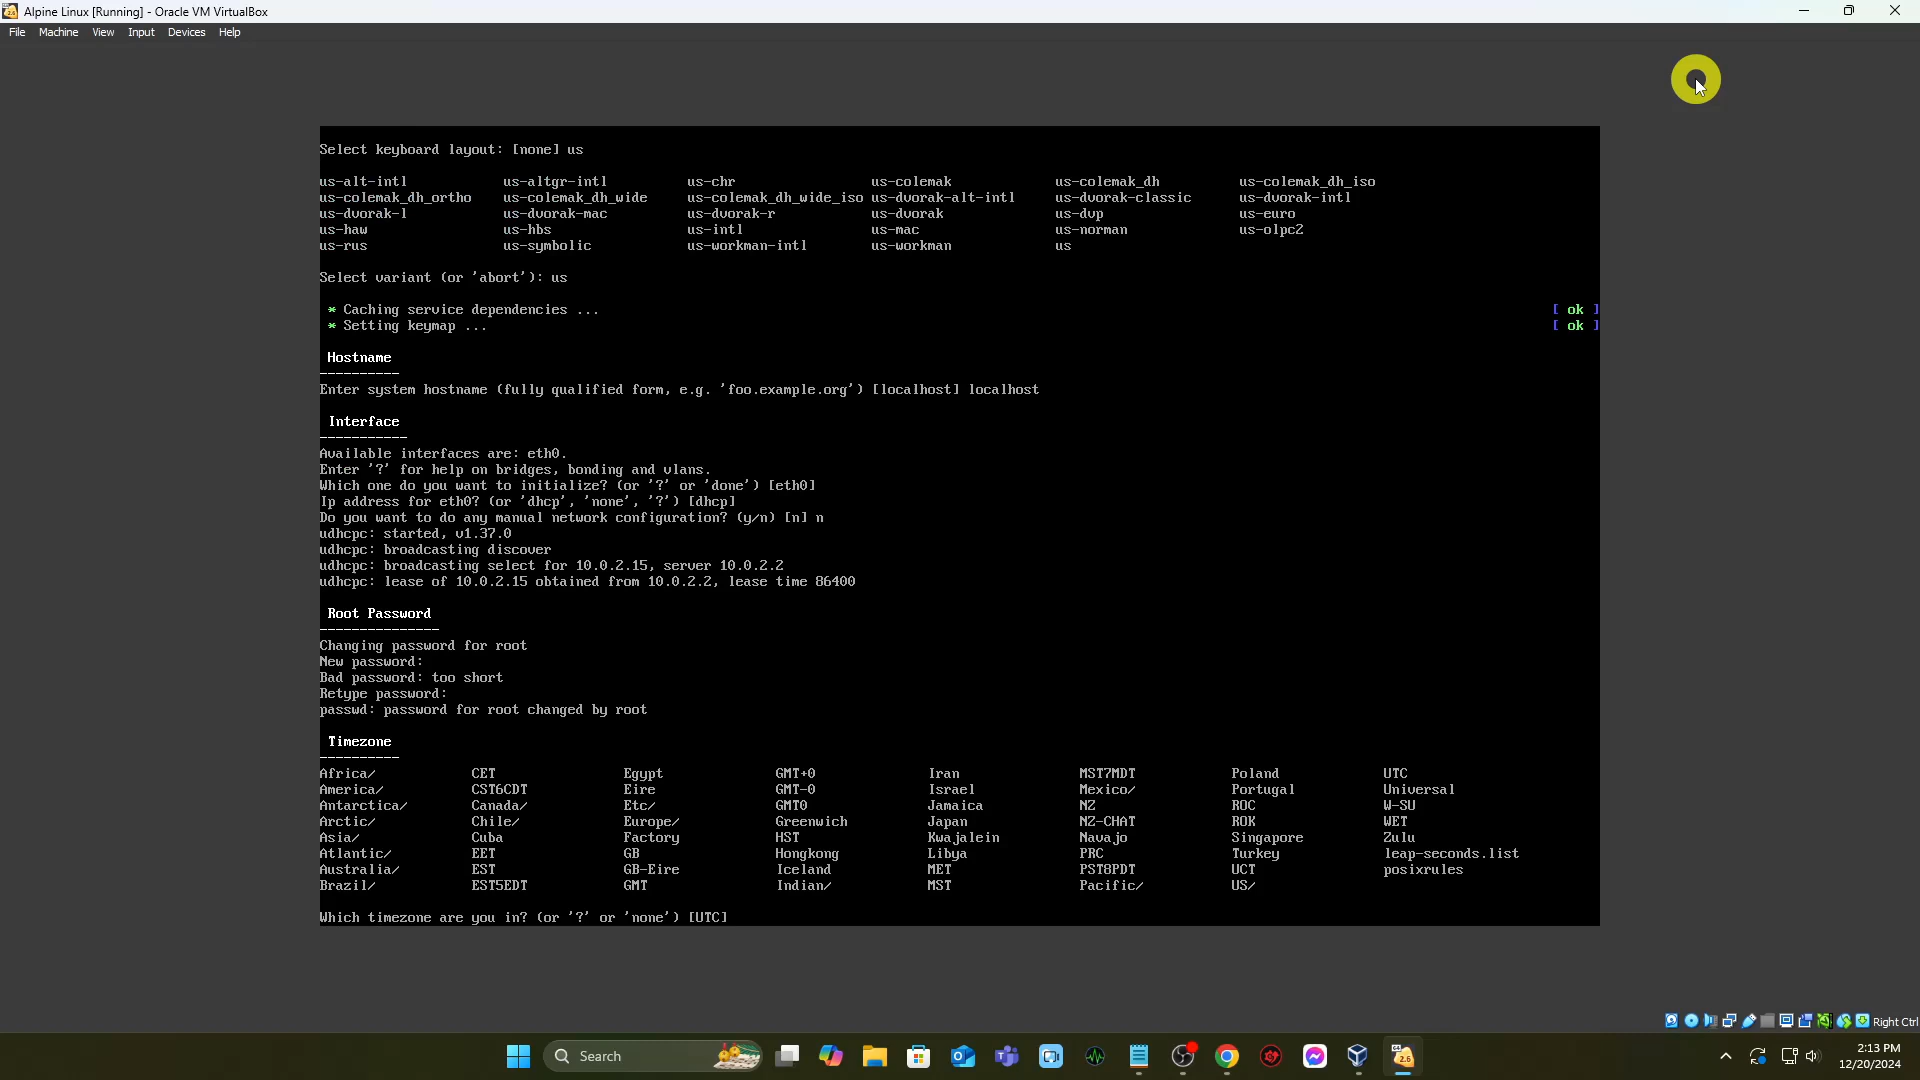 Alpine Linux [Running] - Oracle VM VirtualBox
File Machine View Input Devices Help
Select keyboard layout: [none] us
us-alt-intl us-altgr-intl us-chr us-colemak us-colemak_dh us-colemak_dh_iso
us-colemak_dh_ortho us-colemak_dh_wide us-colemak_dh_wide_iso us-dvorak-alt-intl us-dvorak-classic us-dvorak-intl
us-dvorak-l us-dvorak-mac us-dvorak-r us-dvorak us-dvp us-euro
us-haw us-hbs us-intl us-mac us-norman us-olpc2
us-rus us-symbolic us-workman-intl us-workman us
Select variant (or 'abort'): us
* Caching service dependencies ... [ ok ]
* Setting keymap ... [ ok ]
Hostname
----------
Enter system hostname (fully qualified form, e.g. 'foo.example.org') [localhost] localhost
Interface
-----------
Available interfaces are: eth0.
Enter '?' for help on bridges, bonding and vlans.
Which one do you want to initialize? (or '?' or 'done') [eth0]
Ip address for eth0? (or 'dhcp', 'none', '?') [dhcp]
Do you want to do any manual network configuration? (y/n) [n] n
udhcpc: started, v1.37.0
udhcpc: broadcasting discover
udhcpc: broadcasting select for 10.0.2.15, server 10.0.2.2
udhcpc: lease of 10.0.2.15 obtained from 10.0.2.2, lease time 86400
Root Password
---------------
Changing password for root
New password:
Bad password: too short
Retype password:
passwd: password for root changed by root
Timezone
----------
Africa/ CET Egypt GMT+0 Iran MST7MDT Poland UTC
America/ CST6CDT Eire GMT-0 Israel Mexico/ Portugal Universal
Antarctica/ Canada/ Etc/ GMT0 Jamaica NZ ROC W-SU
Arctic/ Chile/ Europe/ Greenwich Japan NZ-CHAT ROK WET
Asia/ Cuba Factory HST Kwajalein Navajo Singapore Zulu
Atlantic/ EET GB Hongkong Libya PRC Turkey leap-seconds.list
Australia/ EST GB-Eire Iceland MET PST8PDT UCT posixrules
Brazil/ EST5EDT GMT Indian/ MST Pacific/ US/
Which timezone are you in? (or '?' or 'none') [UTC]
Right Ctrl
Search
2:13 PM
12/20/2024